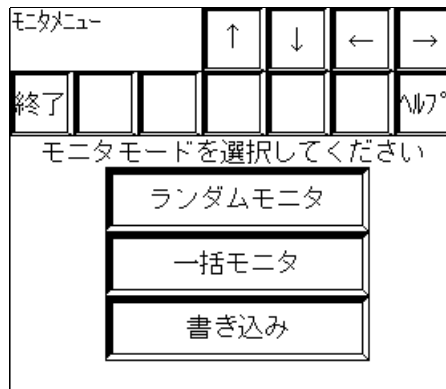 ﾓﾆﾀﾒﾆｭｰ
↑ ↓ ← →
終了 ﾍﾙﾌﾟ
モニタモードを選択してください
ランダムモニタ
一括モニタ
書き込み